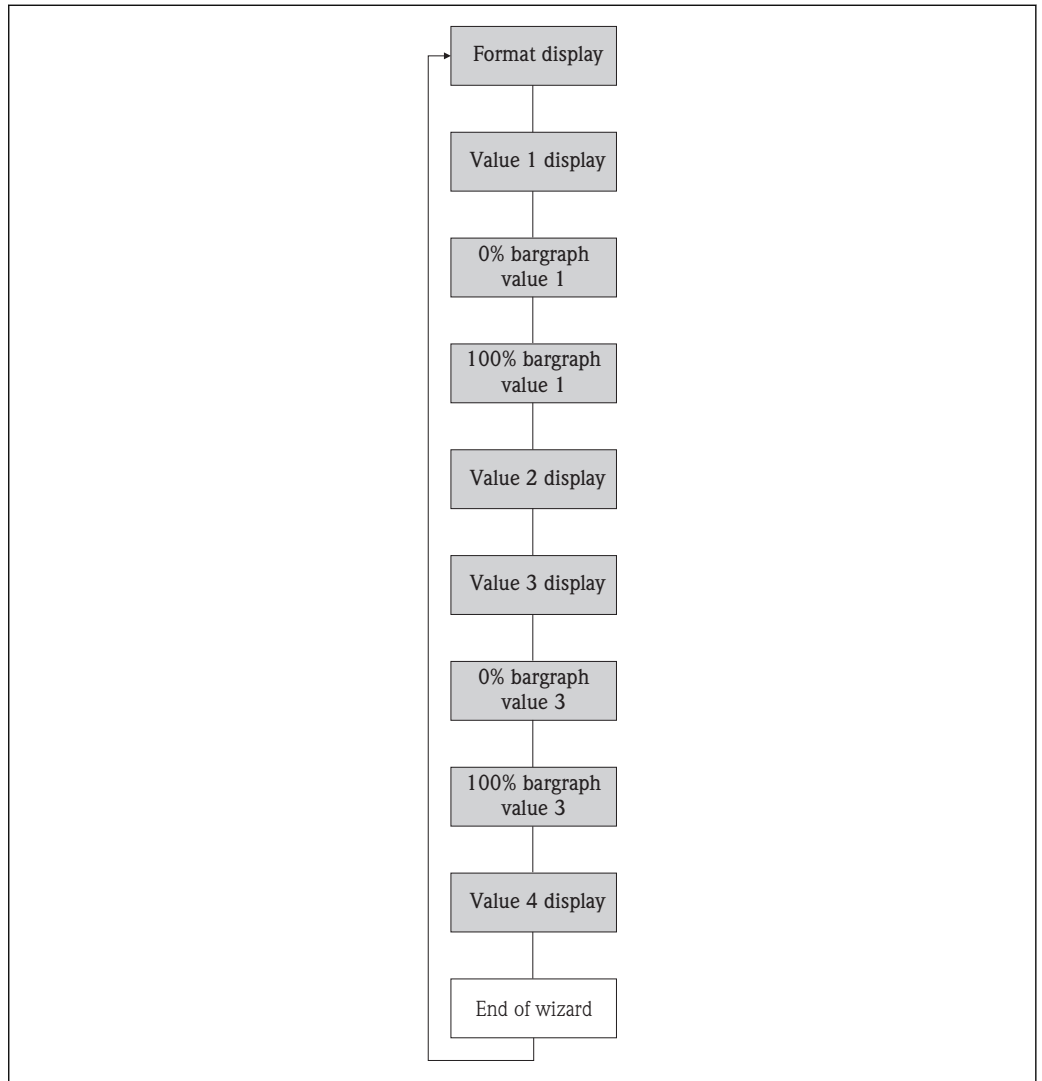 Format display
Value 1 display
0% bargraph
value 1
100% bargraph
value 1
Value 2 display
Value 3 display
0% bargraph
value 3
100% bargraph
value 3
Value 4 display
End of wizard